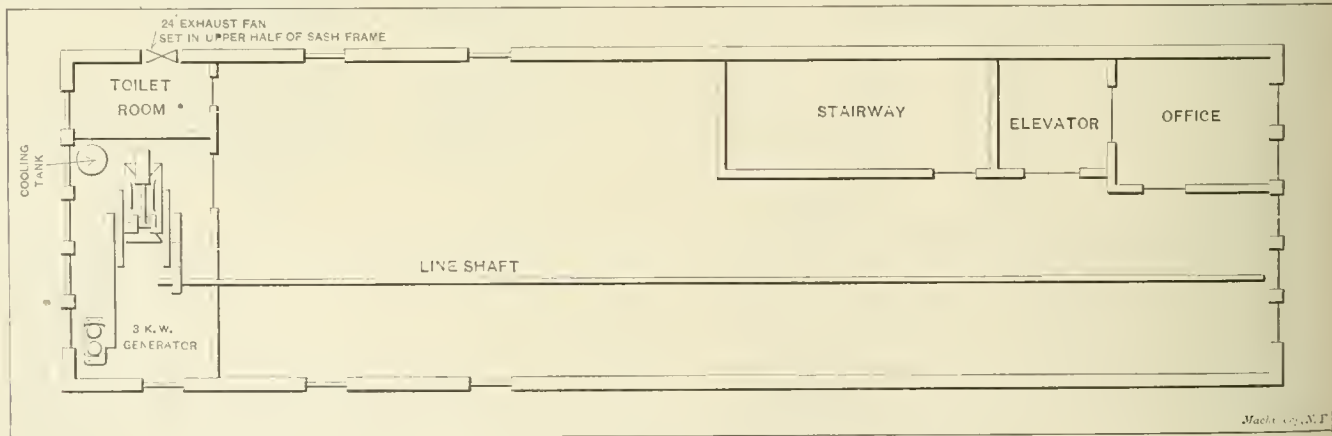 24" EXHAUST FAN
SET IN UPPER HALF OF SASH FRAME
TOILET
ROOM
STAIRWAY
ELEVATOR
OFFICE
COOLING
TANK
LINE SHAFT
3 K.W.
GENERATOR